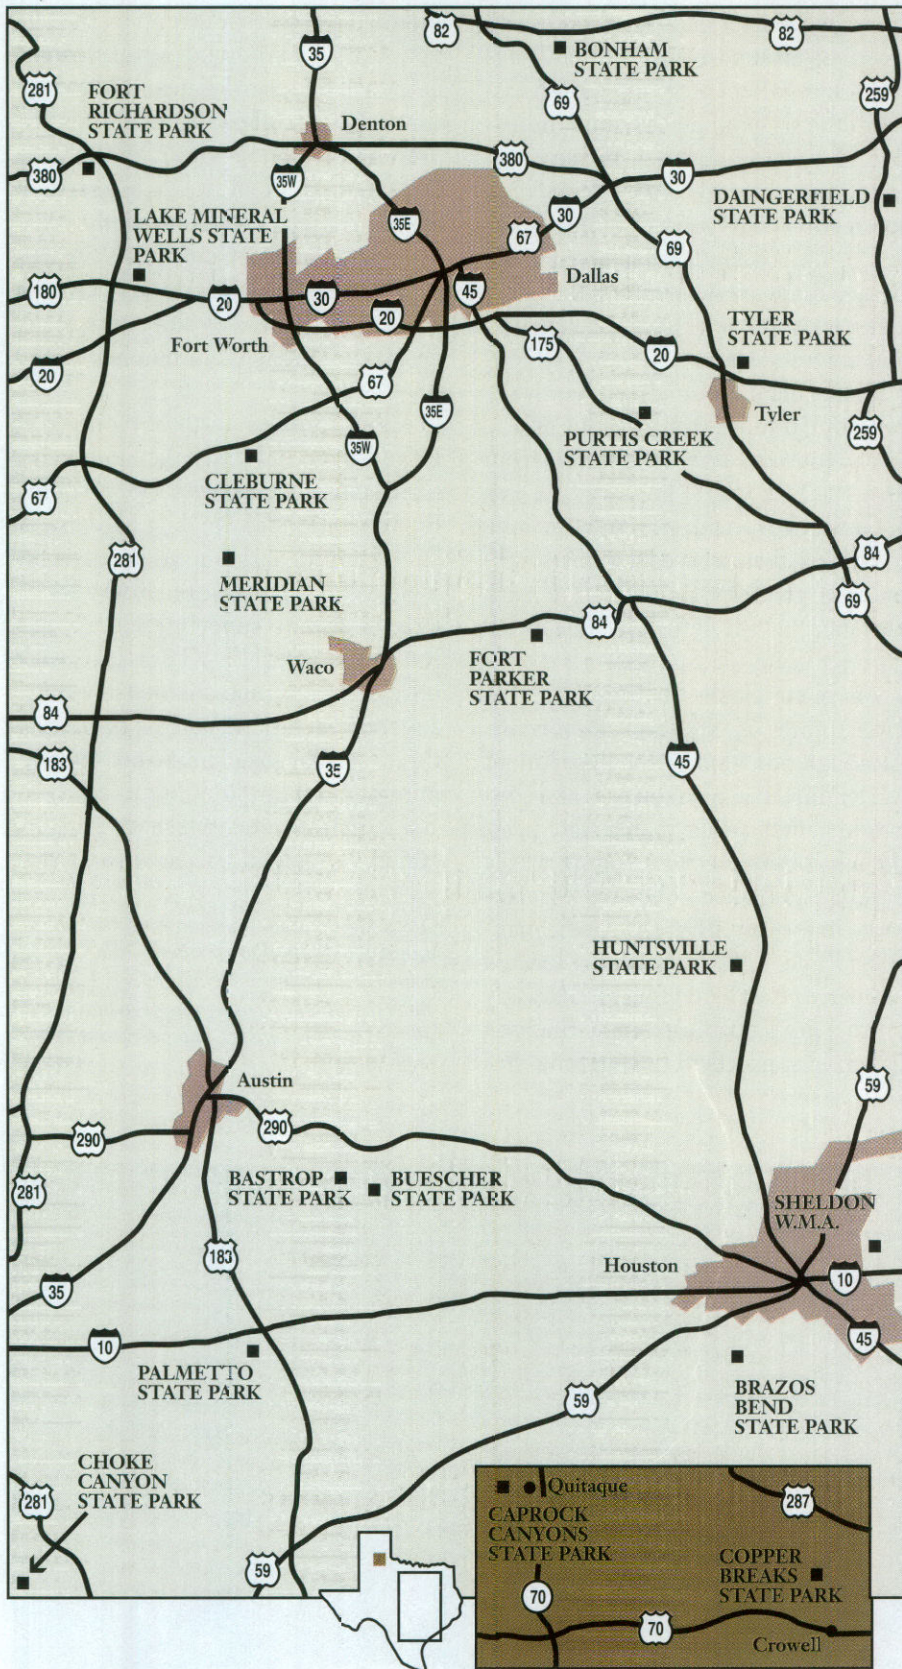 35
82
82
BONHAM
STATE PARK
281
69
259
FORT
RICHARDSON
STATE PARK
Denton
380
380
35W
30
35E
30
DAINGERFIELD
STATE PARK
LAKE MINERAL
WELLS STATE
PARK
67
69
180
20
30
45
Dallas
20
Fort Worth
175
20
TYLER
STATE PARK
20
67
35E
Tyler
259
PURTIS CREEK
STATE PARK
35W
CLEBURNE
STATE PARK
67
281
84
MERIDIAN
STATE PARK
69
84
Waco
FORT
PARKER
STATE PARK
84
183
35
45
HUNTSVILLE
STATE PARK
Austin
59
290
290
BASTROP
STATE PARK
BUESCHER
STATE PARK
281
SHELDON
W.M.A.
183
Houston
10
35
10
45
PALMETTO
STATE PARK
BRAZOS
BEND
STATE PARK
59
CHOKE
CANYON
STATE PARK
281
59
Quitaque
287
CAPROCK
CANYONS
STATE PARK
COPPER
BREAKS
STATE PARK
70
70
Crowell